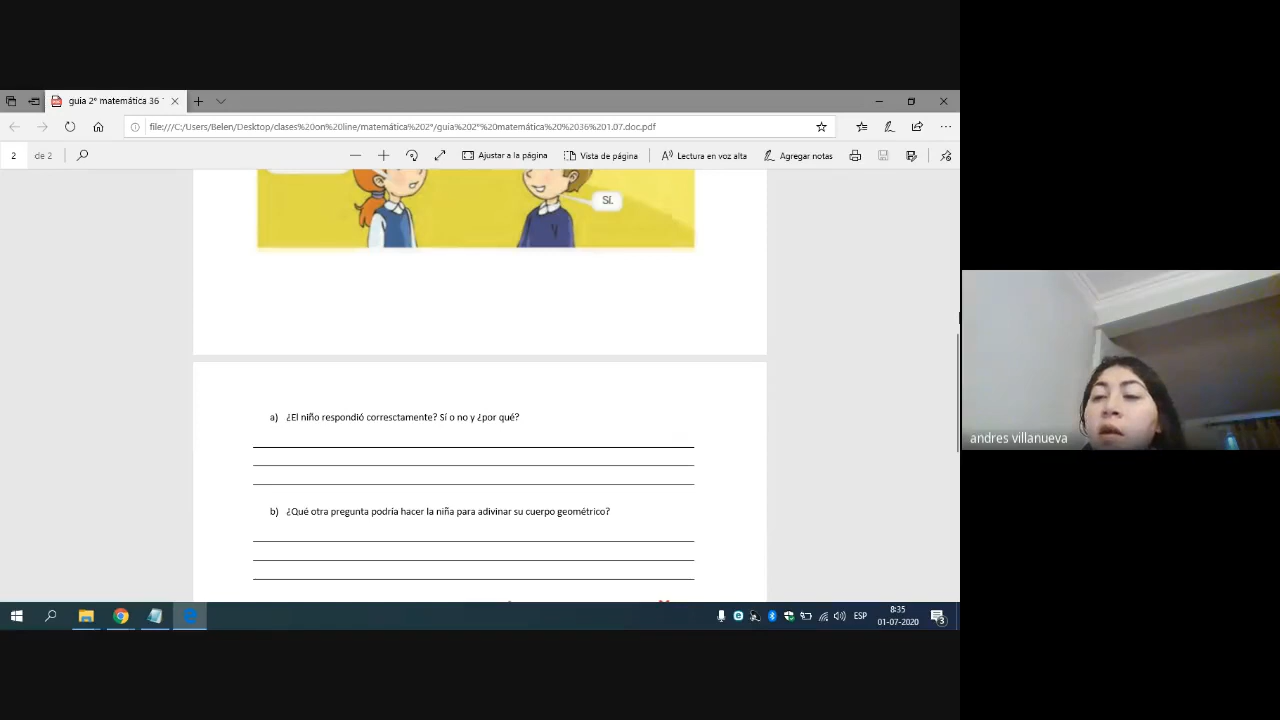 guia 2° matemática 36
file:///C:/Users/Belen/Desktop/clases%20on%20line/matemática%202°/guia%202°%20matemática%20%2036%201.07.doc.pdf
2 de 2
Ajustar a la página
Vista de página
Lectura en voz alta
Agregar notas
SI.
a) ¿El niño respondió corresctamente? Sí o no y ¿por qué?
b) ¿Qué otra pregunta podría hacer la niña para adivinar su cuerpo geométrico?
andres villanueva
ESP
8:35
01-07-2020
3